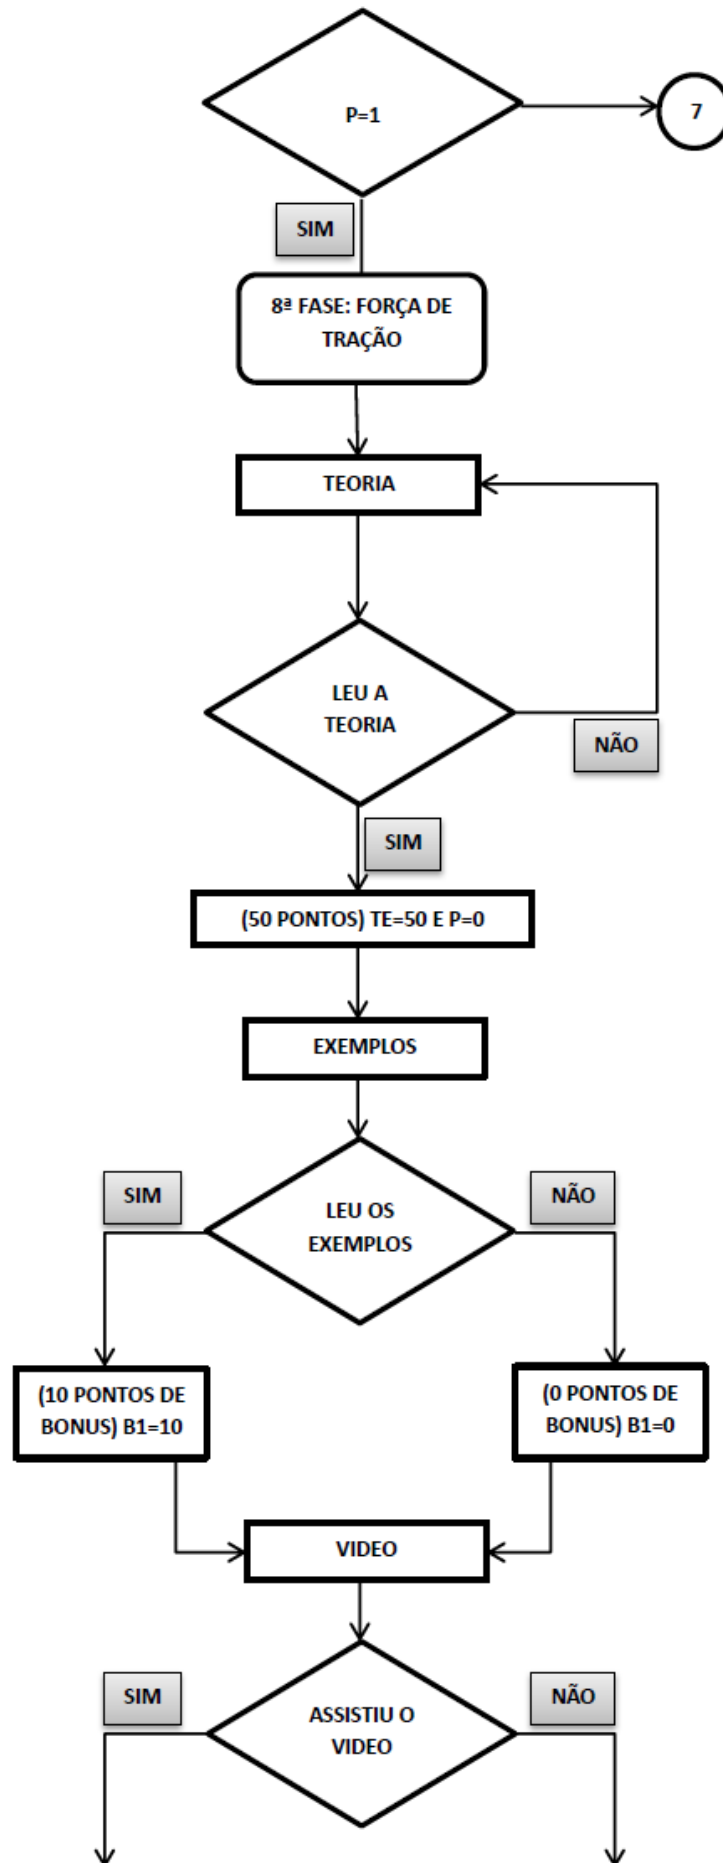 P=1
7
SIM
8ª FASE: FORÇA DE
TRAÇÃO
TEORIA
LEU A
TEORIA
NÃO
SIM
(50 PONTOS) TE=50 E P=0
EXEMPLOS
SIM
NÃO
LEU OS
EXEMPLOS
(10 PONTOS DE
BONUS) B1=10
(0 PONTOS DE
BONUS) B1=0
VIDEO
SIM
NÃO
ASSISTIU O
VIDEO